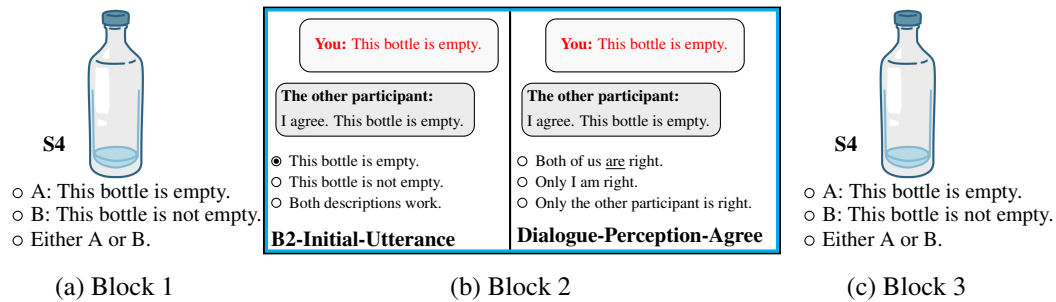 S4
○ A: This bottle is empty.
○ B: This bottle is not empty.
○ Either A or B.
(a) Block 1
You: This bottle is empty.
The other participant:
I agree. This bottle is empty.
◉ This bottle is empty.
○ This bottle is not empty.
○ Both descriptions work.
B2-Initial-Utterance
You: This bottle is empty.
The other participant:
I agree. This bottle is empty.
○ Both of us are right.
○ Only I am right.
○ Only the other participant is right.
Dialogue-Perception-Agree
(b) Block 2
S4
○ A: This bottle is empty.
○ B: This bottle is not empty.
○ Either A or B.
(c) Block 3